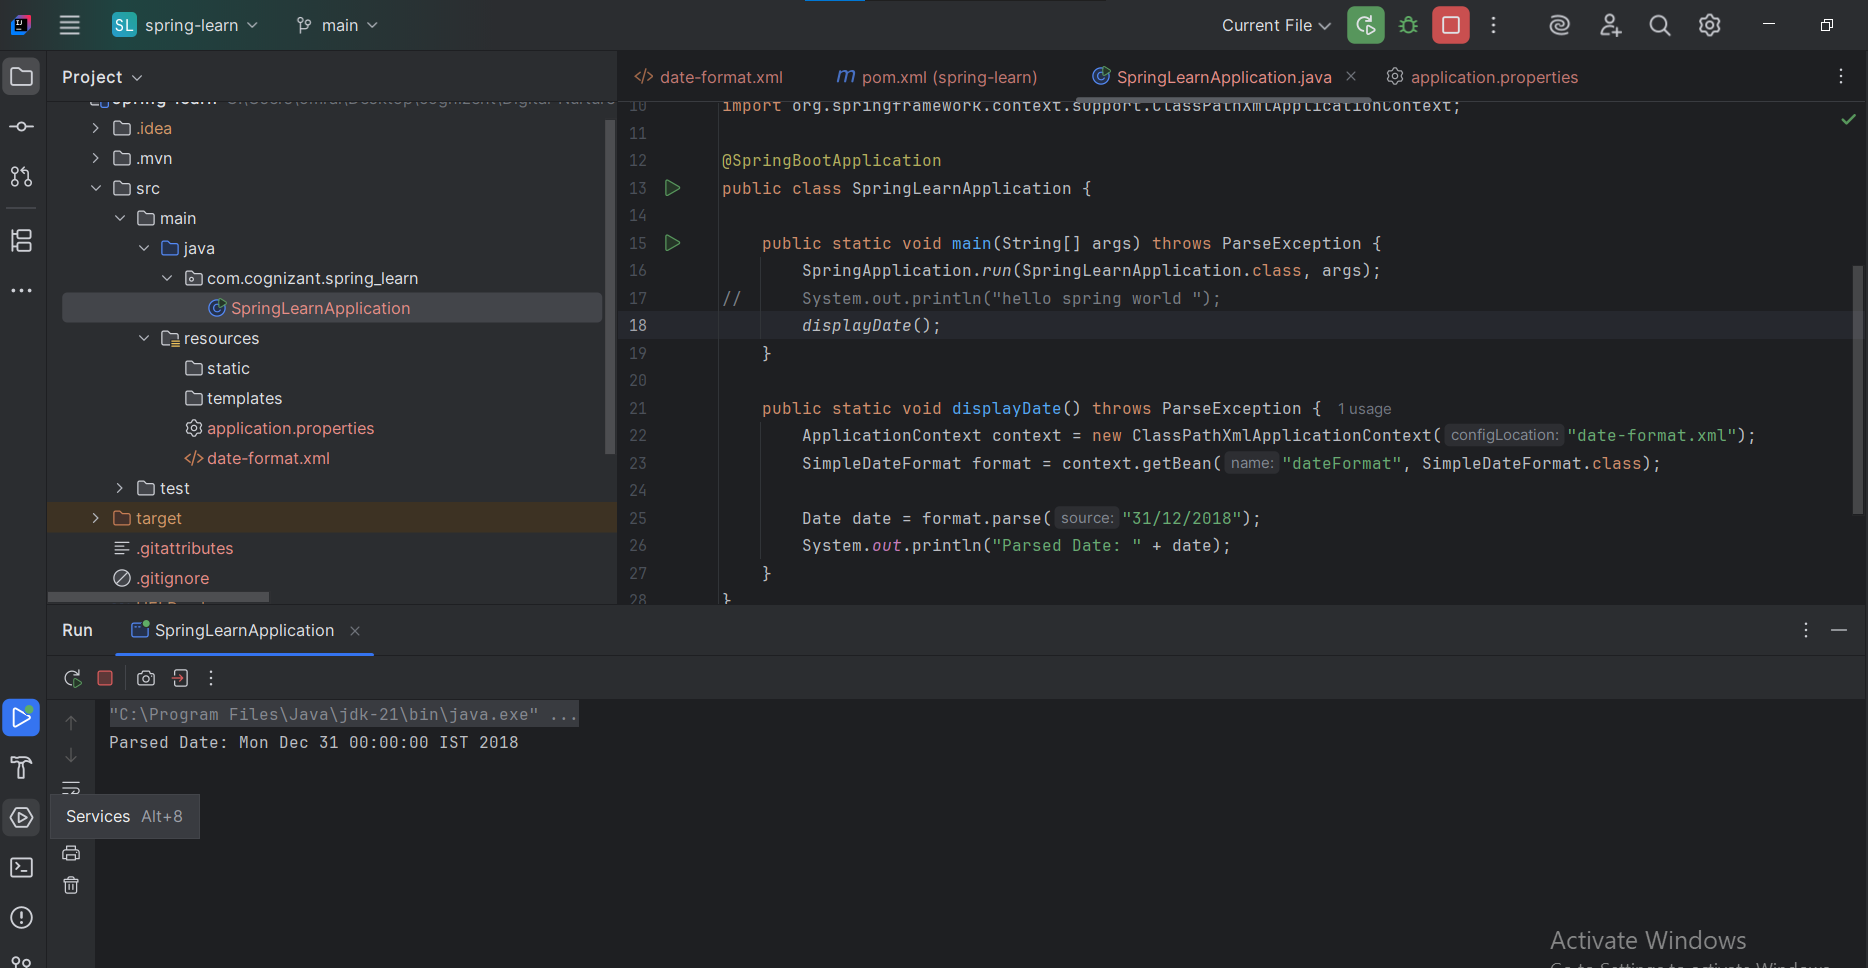 SL spring-learn main Current File
Project
date-format.xml
m pom.xml (spring-learn)
SpringLearnApplication.java
application.properties
.idea
.mvn
src
main
java
com.cognizant.spring_learn
SpringLearnApplication
resources
static
templates
application.properties
date-format.xml
test
target
.gitattributes
.gitignore
10 import org.springframework.context.support.ClassPathXmlApplicationContext;
11
12 @SpringBootApplication
13 public class SpringLearnApplication {
14
15 public static void main(String[] args) throws ParseException {
16 SpringApplication.run(SpringLearnApplication.class, args);
17 // System.out.println("hello spring world ");
18 displayDate();
19 }
20
21 public static void displayDate() throws ParseException { 1 usage
22 ApplicationContext context = new ClassPathXmlApplicationContext( configLocation: "date-format.xml");
23 SimpleDateFormat format = context.getBean( name: "dateFormat", SimpleDateFormat.class);
24
25 Date date = format.parse( source: "31/12/2018");
26 System.out.println("Parsed Date: " + date);
27 }
28 }
Run SpringLearnApplication
"C:\Program Files\Java\jdk-21\bin\java.exe" ...
Parsed Date: Mon Dec 31 00:00:00 IST 2018
Services Alt+8
Activate Windows